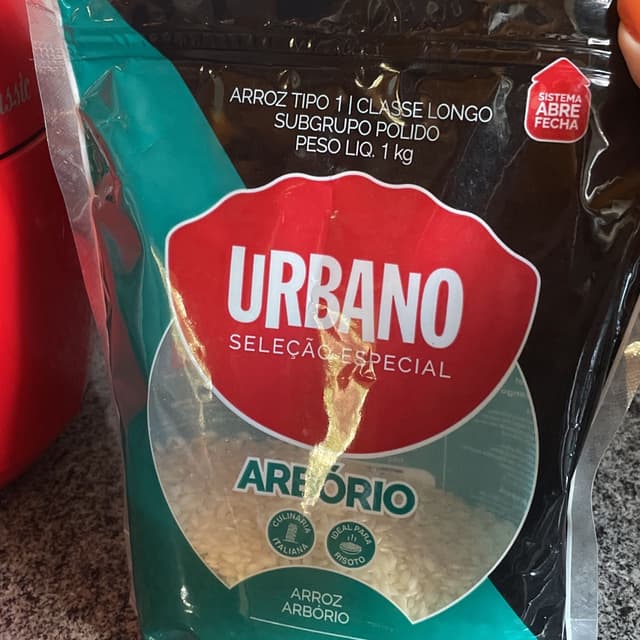 ARROZ TIPO 1 | CLASSE LONGO
SUBGRUPO POLIDO
PESO LIQ. 1 kg
SISTEMA
ABRE
FECHA
URBANO
SELEÇÃO ESPECIAL
ARBÓRIO
CULINÁRIA
ITALIANA
IDEAL PARA
RISOTO
ARROZ
ARBÓRIO